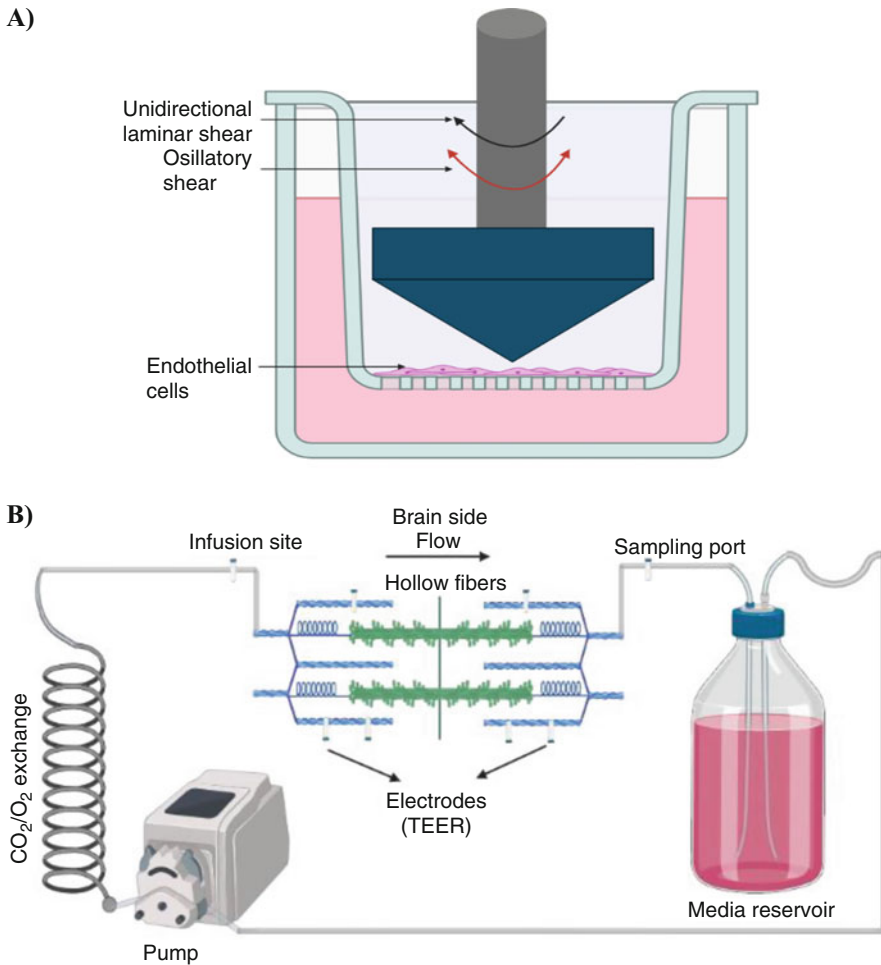 A)
Unidirectional
laminar shear
Osillatory
shear
Endothelial
cells
B)
Infusion site
Brain side
Flow
Sampling port
Hollow fibers
CO₂/O₂ exchange
Electrodes
(TEER)
Pump
Media reservoir